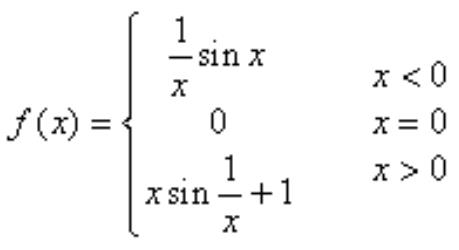 f(x) = { (1/x) sin x    x < 0
0    x = 0
x sin (1/x) + 1    x > 0